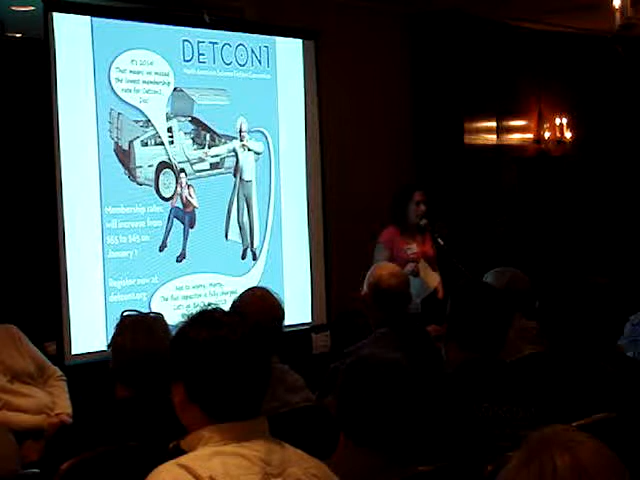 DETCON1
North American Science Fiction Convention
It's 2014!
That means we missed
the lowest membership
rate for Detcon1,
Doc!
Membership rates
will increase from
$55 to $65 on
January 1
Register now at
detcon1.org
Not to worry, Marty.
The flux capacitor is fully charged.